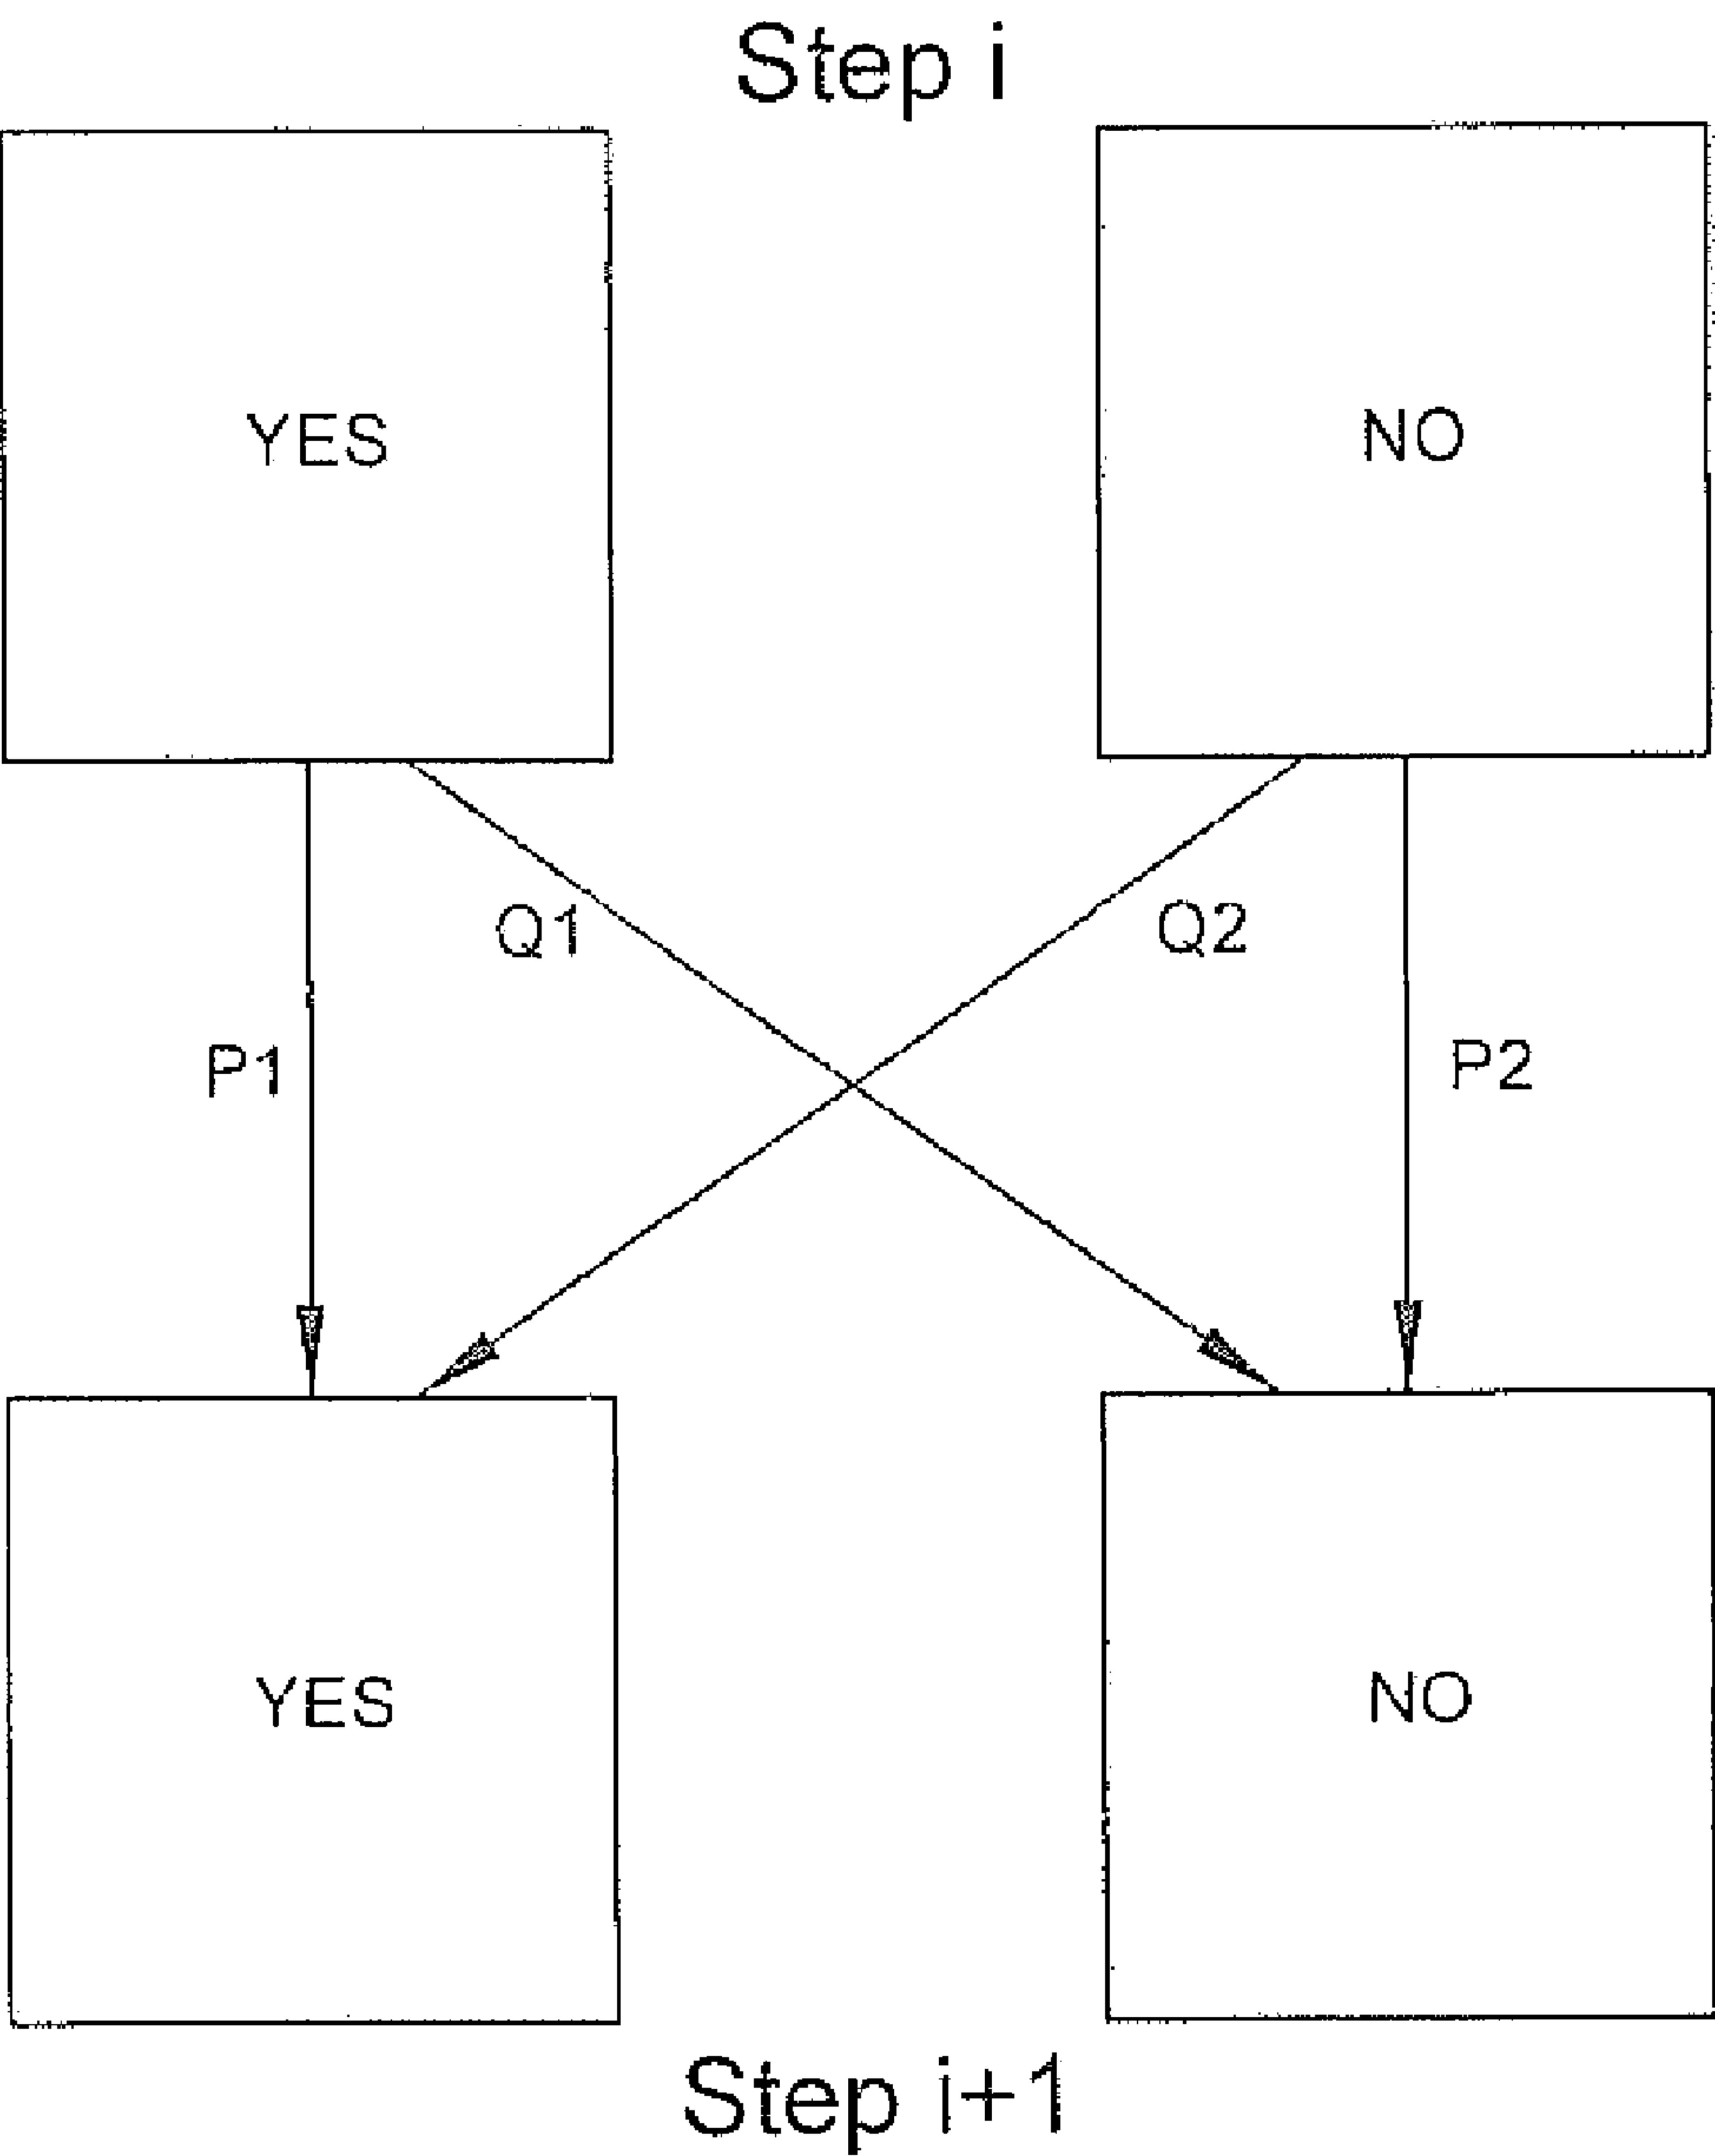 Step i
YES
NO
Q1
Q2
P1
P2
YES
NO
Step i+1